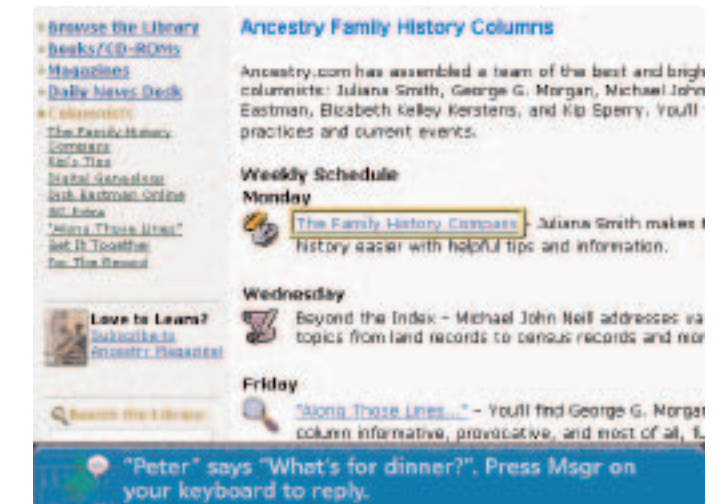 Browse the Library
Books/CD-ROMs
Magazines
Daily News Desk
Columnists
The Family History
Compass
Kip's Tips
Digital Genealogy
Dick Eastman Online
"Along Those Lines"
Get It Together
For The Record
Love to Learn?
Subscribe to
Ancestry Magazine!
Search the Library
Ancestry Family History Columns
Ancestry.com has assembled a team of the best and brigh
columnists: Juliana Smith, George G. Morgan, Michael John
Eastman, Elizabeth Kelley Kerstens, and Kip Sperry. You'll
practices and current events.
Weekly Schedule
Monday
The Family History Compass - Juliana Smith makes
history easier with helpful tips and information.
Wednesday
Beyond the Index - Michael John Neill addresses va
topics from land records to census records and mor
Friday
"Along Those Lines..." - You'll find George G. Morgan
column informative, provocative, and most of all, f
"Peter" says "What's for dinner?". Press Msgr on
your keyboard to reply.